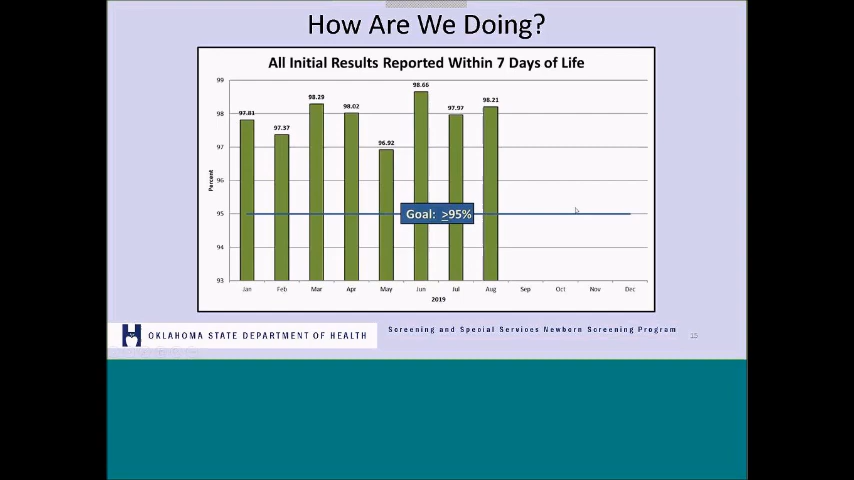 How Are We Doing?
All Initial Results Reported Within 7 Days of Life
99
98
97
96
95
94
93
Percent
97.81
97.37
98.29
98.02
96.92
98.66
97.97
98.21
Goal: ≥95%
Jan Feb Mar Apr May Jun Jul Aug Sep Oct Nov Dec
2019
OKLAHOMA STATE DEPARTMENT OF HEALTH
Screening and Special Services Newborn Screening Program
15